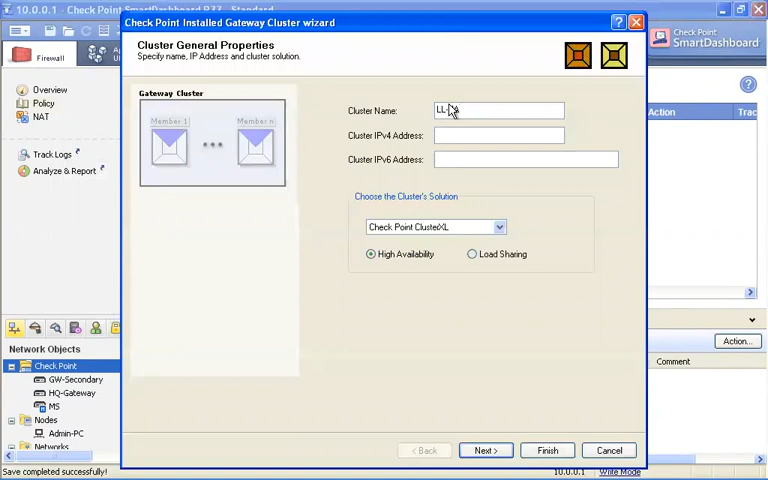 10.0.0.1 - Check Point SmartDashboard R77 - Standard
Check Point Installed Gateway Cluster wizard
Cluster General Properties
Specify name, IP Address and cluster solution.
Check Point
SmartDashboard
Firewall
Overview
Policy
NAT
Track Logs
Analyze & Report
Gateway Cluster
Member 1
Member n
Cluster Name:
LL-
Cluster IPv4 Address:
Cluster IPv6 Address:
Choose the Cluster's Solution
Check Point ClusterXL
High Availability
Load Sharing
Action
Trac
Action...
Comment
Network Objects
Check Point
GW-Secondary
HQ-Gateway
MS
Nodes
Admin-PC
Networks
< Back
Next >
Finish
Cancel
Save completed successfully!
10.0.0.1
Write Mode